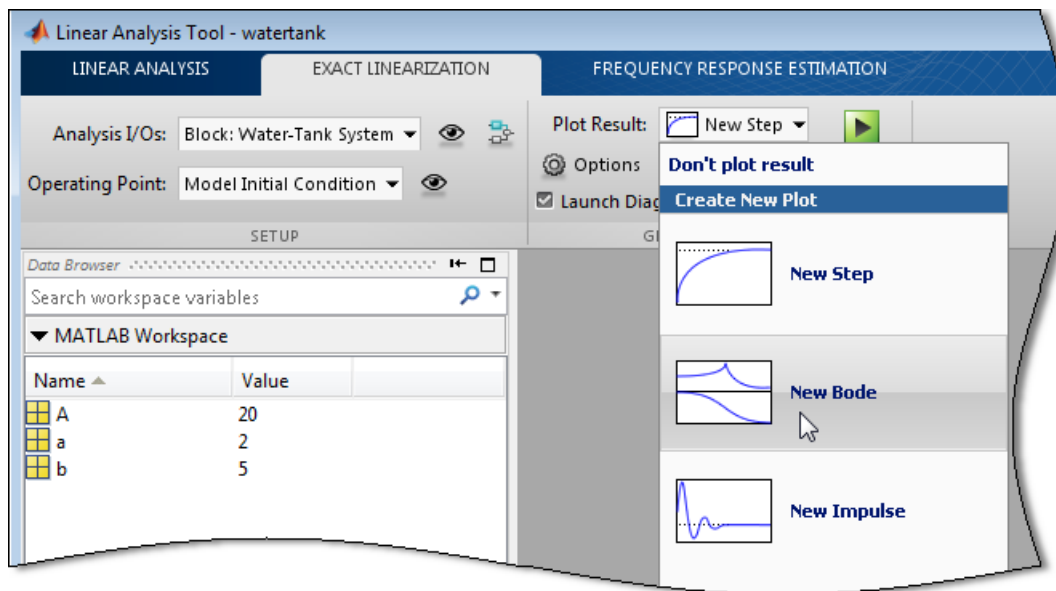 Linear Analysis Tool - watertank
LINEAR ANALYSIS
EXACT LINEARIZATION
FREQUENCY RESPONSE ESTIMATION
Analysis I/Os: Block: Water-Tank System
Operating Point: Model Initial Condition
SETUP
Plot Result: New Step
Options
Launch
Don't plot result
Create New Plot
New Step
New Bode
New Impulse
Data Browser
Search workspace variables
MATLAB Workspace
Name Value
A 20
a 2
b 5